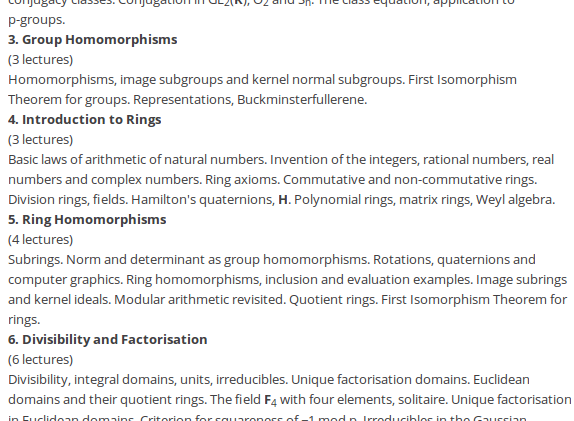 conjugacy classes. Conjugation in GL₂(R), O₂ and Sₙ. The class equation, application to
p-groups.
3. Group Homomorphisms
(3 lectures)
Homomorphisms, image subgroups and kernel normal subgroups. First Isomorphism
Theorem for groups. Representations, Buckminsterfullerene.
4. Introduction to Rings
(3 lectures)
Basic laws of arithmetic of natural numbers. Invention of the integers, rational numbers, real
numbers and complex numbers. Ring axioms. Commutative and non-commutative rings.
Division rings, fields. Hamilton's quaternions, H. Polynomial rings, matrix rings, Weyl algebra.
5. Ring Homomorphisms
(4 lectures)
Subrings. Norm and determinant as group homomorphisms. Rotations, quaternions and
computer graphics. Ring homomorphisms, inclusion and evaluation examples. Image subrings
and kernel ideals. Modular arithmetic revisited. Quotient rings. First Isomorphism Theorem for
rings.
6. Divisibility and Factorisation
(6 lectures)
Divisibility, integral domains, units, irreducibles. Unique factorisation domains. Euclidean
domains and their quotient rings. The field F₄ with four elements, solitaire. Unique factorisation
in Euclidean domains. Criterion for squareness of −1 mod p. Irreducibles in the Gaussian